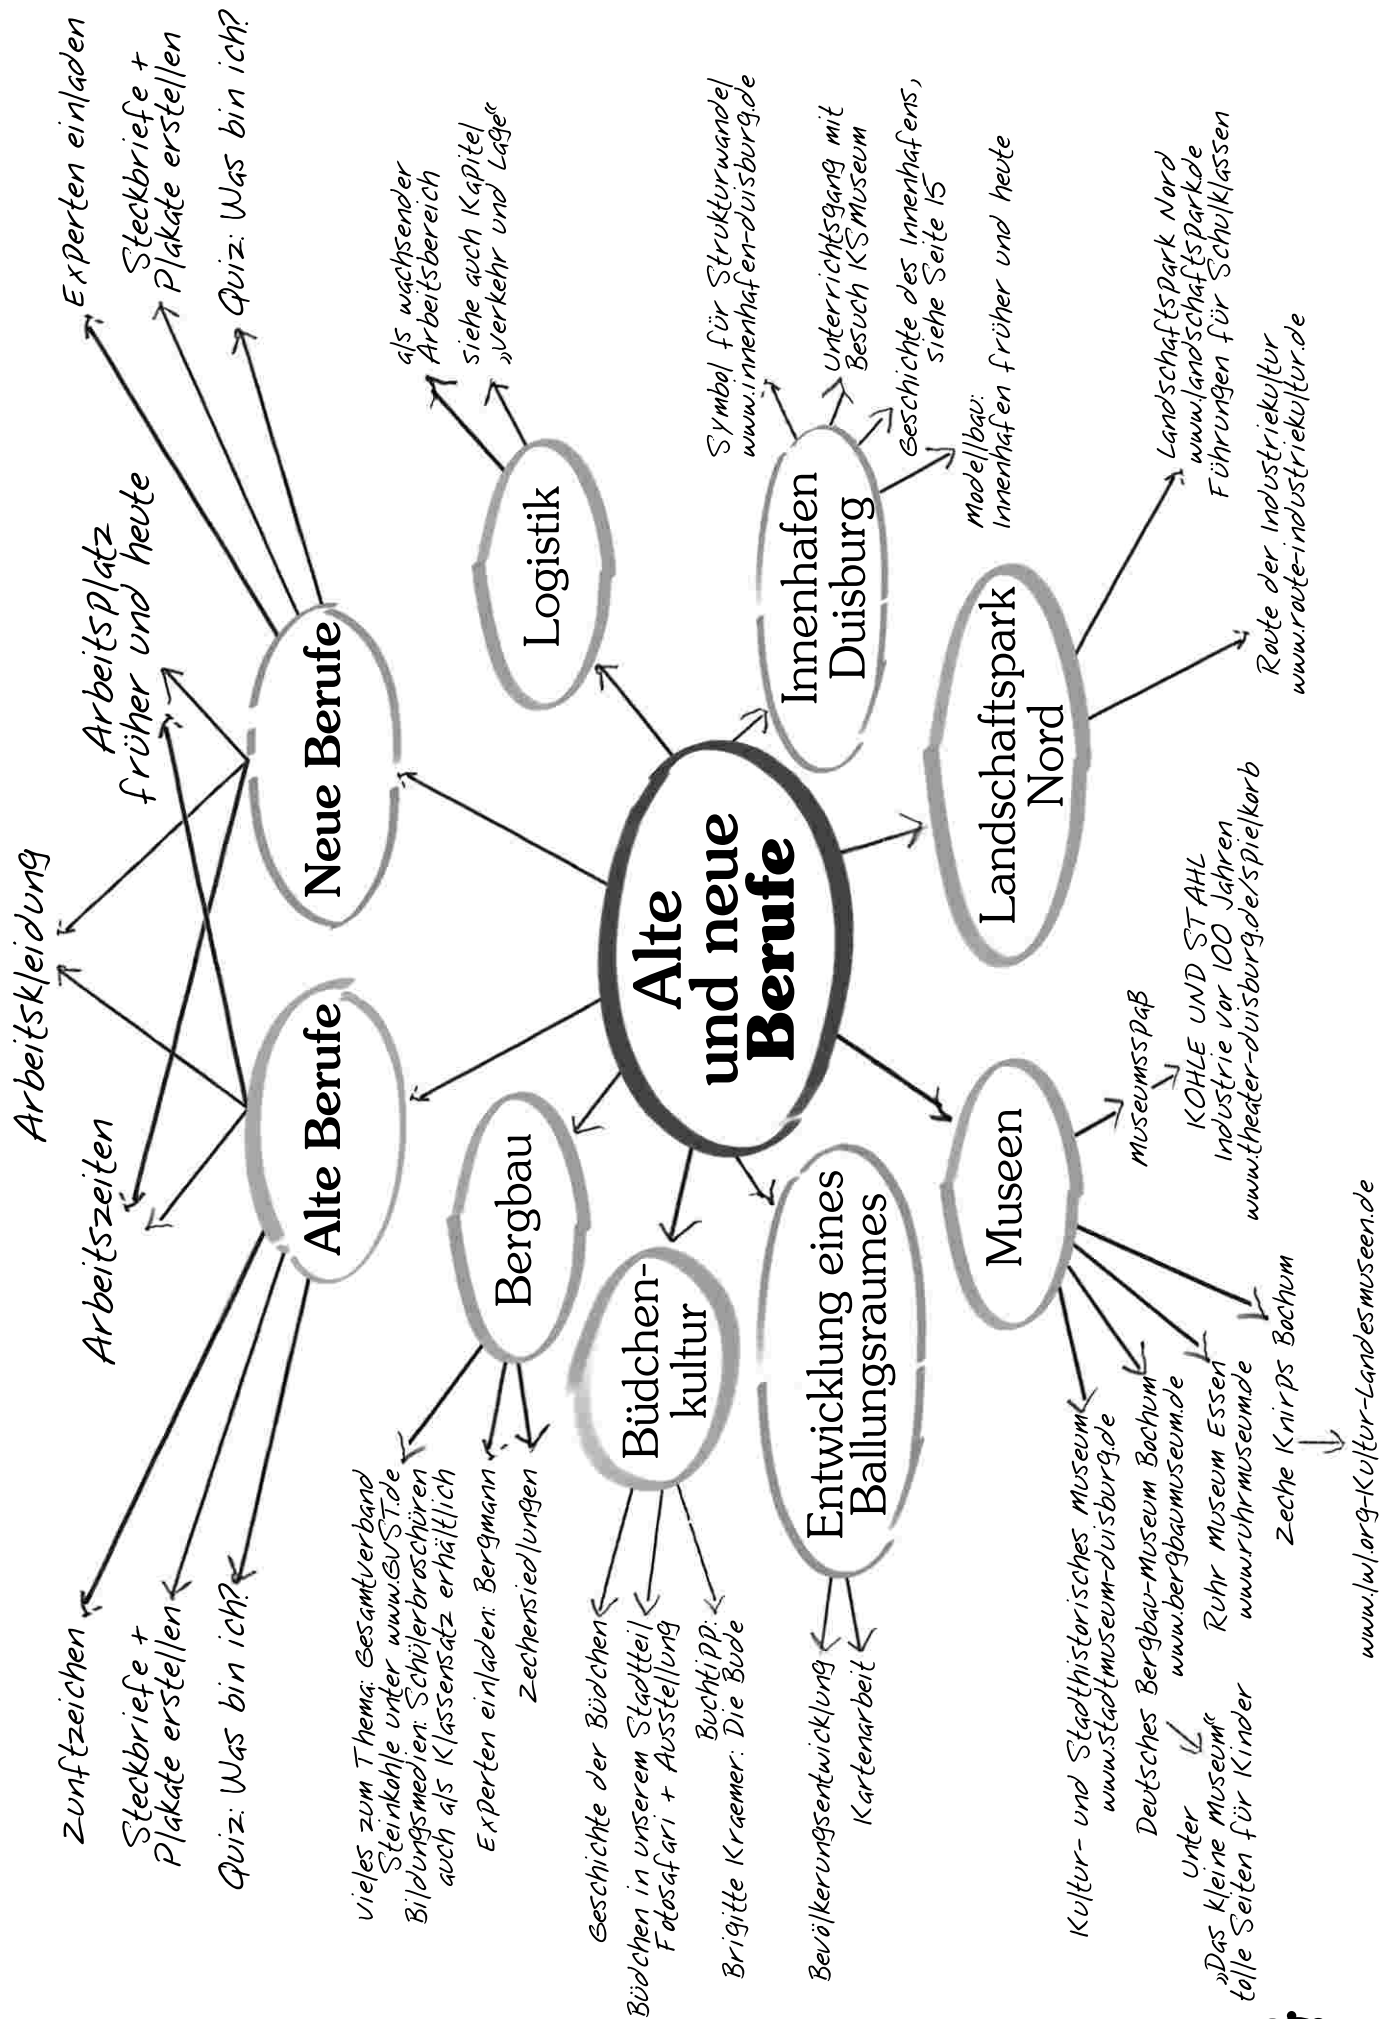 Zunftzeichen
Steckbriefe +
Plakate erstellen
Quiz: Was bin ich?
Arbeitszeiten
Arbeitskleidung
Arbeitsplatz
früher und heute
Experten einladen
Steckbriefe +
Plakate erstellen
Quiz: Was bin ich?
Alte Berufe
Neue Berufe
Vieles zum Thema: Gesamtverband
Steinkohle unter www.GVST.de
Bildungsmedien: Schülerbroschüren
auch als Klassensatz erhältlich
Experten einladen: Bergmann
Zechensiedlungen
Bergbau
Logistik
als wachsender
Arbeitsbereich
siehe auch Kapitel
„Verkehr und Lage“
Geschichte der Büdchen
Büdchen in unserem Stadtteil
Fotosafari + Ausstellung
Buchtipp:
Brigitte Kraemer: Die Bude
Büdchen-
kultur
Alte
und neue
Berufe
Innenhafen
Duisburg
Symbol für Strukturwandel
www.innenhafen-duisburg.de
Unterrichtsgang mit
Besuch KSMuseum
Geschichte des Innenhafens,
siehe Seite 15
Modellbau:
Innenhafen früher und heute
Bevölkerungsentwicklung
Kartenarbeit
Entwicklung eines
Ballungsraumes
Landschaftspark
Nord
Landschaftspark Nord
www.landschaftspark.de
Führungen für Schulklassen
Route der Industriekultur
www.route-industriekultur.de
Museen
Kultur- und Stadthistorisches Museum
www.stadtmuseum-duisburg.de
Deutsches Bergbau-Museum Bochum
www.bergbaumuseum.de
Unter
„Das kleine Museum“
tolle Seiten für Kinder
Ruhr Museum Essen
www.ruhrmuseum.de
Zeche Knirps Bochum
www.lwl.org-Kultur-Landesmuseen.de
Museumsspaß
KOHLE UND STAHL
Industrie vor 100 Jahren
www.theater-duisburg.de/spielkorb